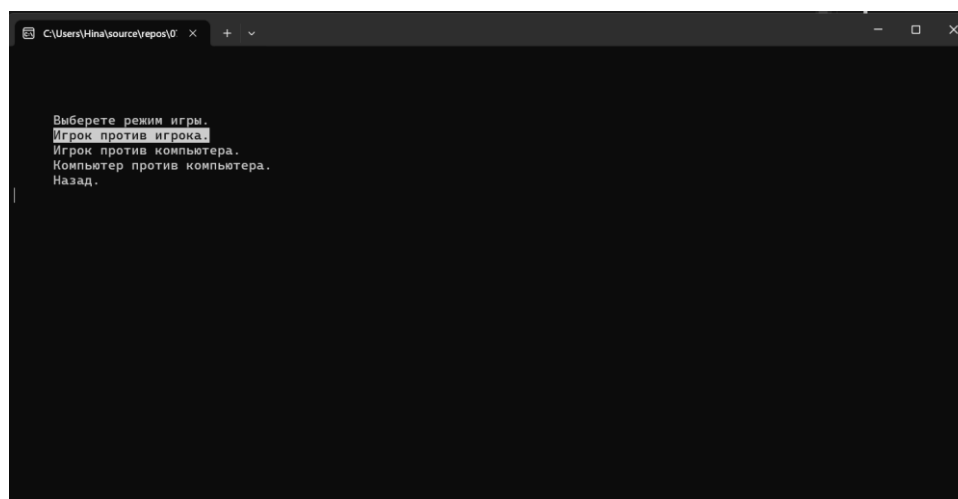 C:\Users\Hina\source\repos\0
Выберете режим игры.
Игрок против игрока.
Игрок против компьютера.
Компьютер против компьютера.
Назад.